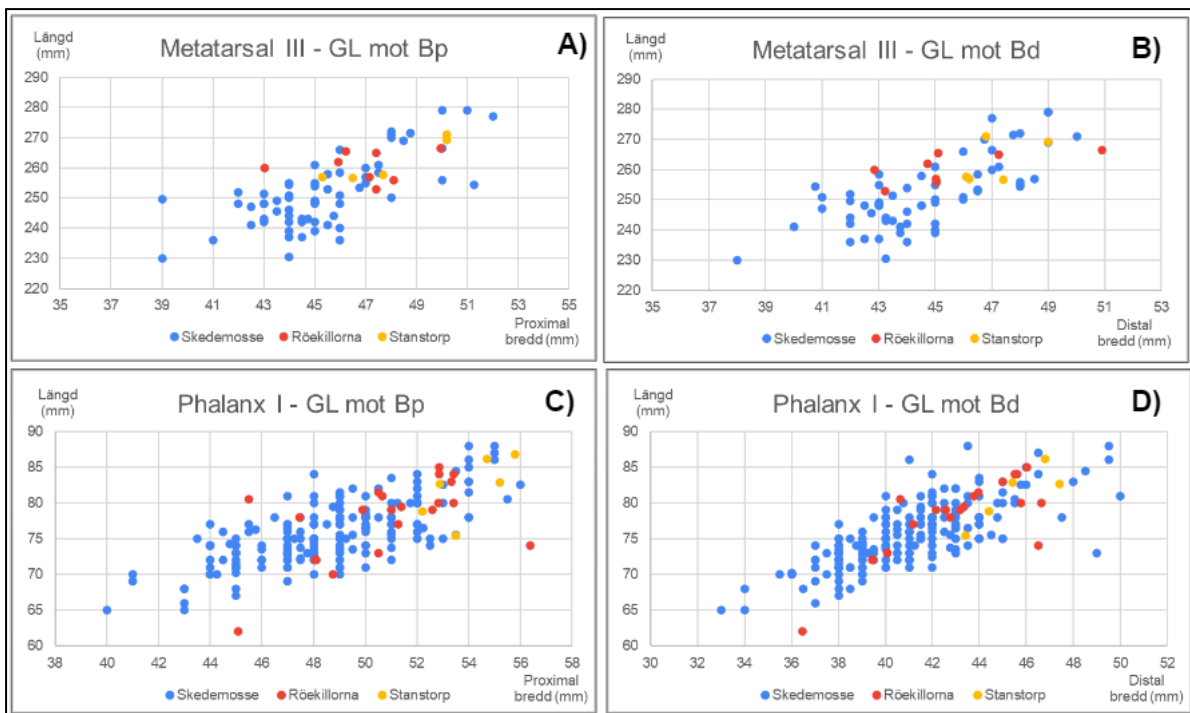 Längd
(mm)
Metatarsal III - GL mot Bp
A)
290
280
270
260
250
240
230
220
35 37 39 41 43 45 47 49 51 53 55
Skedemosse Röekillorna Stanstorp
Proximal
bredd (mm)
Längd
(mm)
Metatarsal III - GL mot Bd
B)
290
280
270
260
250
240
230
220
35 37 39 41 43 45 47 49 51 53
Skedemosse Röekillorna Stanstorp
Distal
bredd (mm)
Längd
(mm)
Phalanx I - GL mot Bp
C)
90
85
80
75
70
65
60
38 40 42 44 46 48 50 52 54 56 58
Skedemosse Röekillorna Stanstorp
Proximal
bredd (mm)
Längd
(mm)
Phalanx I - GL mot Bd
D)
90
85
80
75
70
65
60
30 32 34 36 38 40 42 44 46 48 50 52
Skedemosse Röekillorna Stanstorp
Distal
bredd (mm)